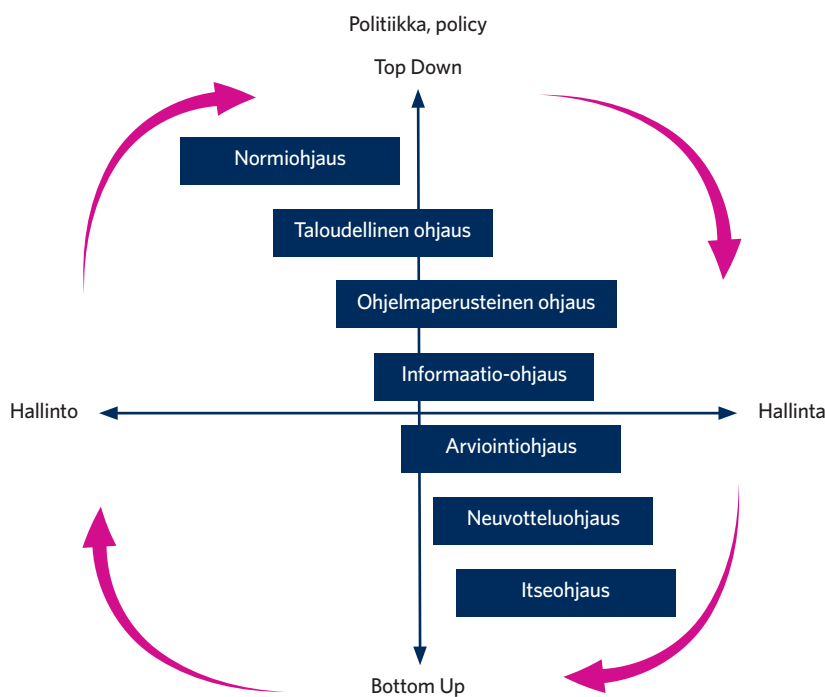 Politiikka, policy
Top Down
Normiohjaus
Taloudellinen ohjaus
Ohjelmaperusteinen ohjaus
Informaatio-ohjaus
Hallinto
Hallinta
Arviointiohjaus
Neuvotteluohjaus
Itseohjaus
Bottom Up